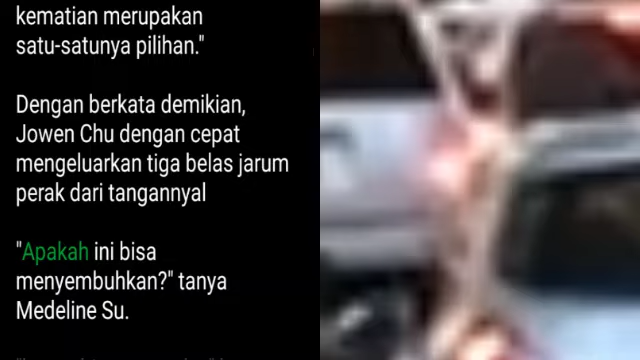 kematian merupakan
satu-satunya pilihan."
Dengan berkata demikian,
Jowen Chu dengan cepat
mengeluarkan tiga belas jarum
perak dari tangannyal
"Apakah ini bisa
menyembuhkan?" tanya
Medeline Su.